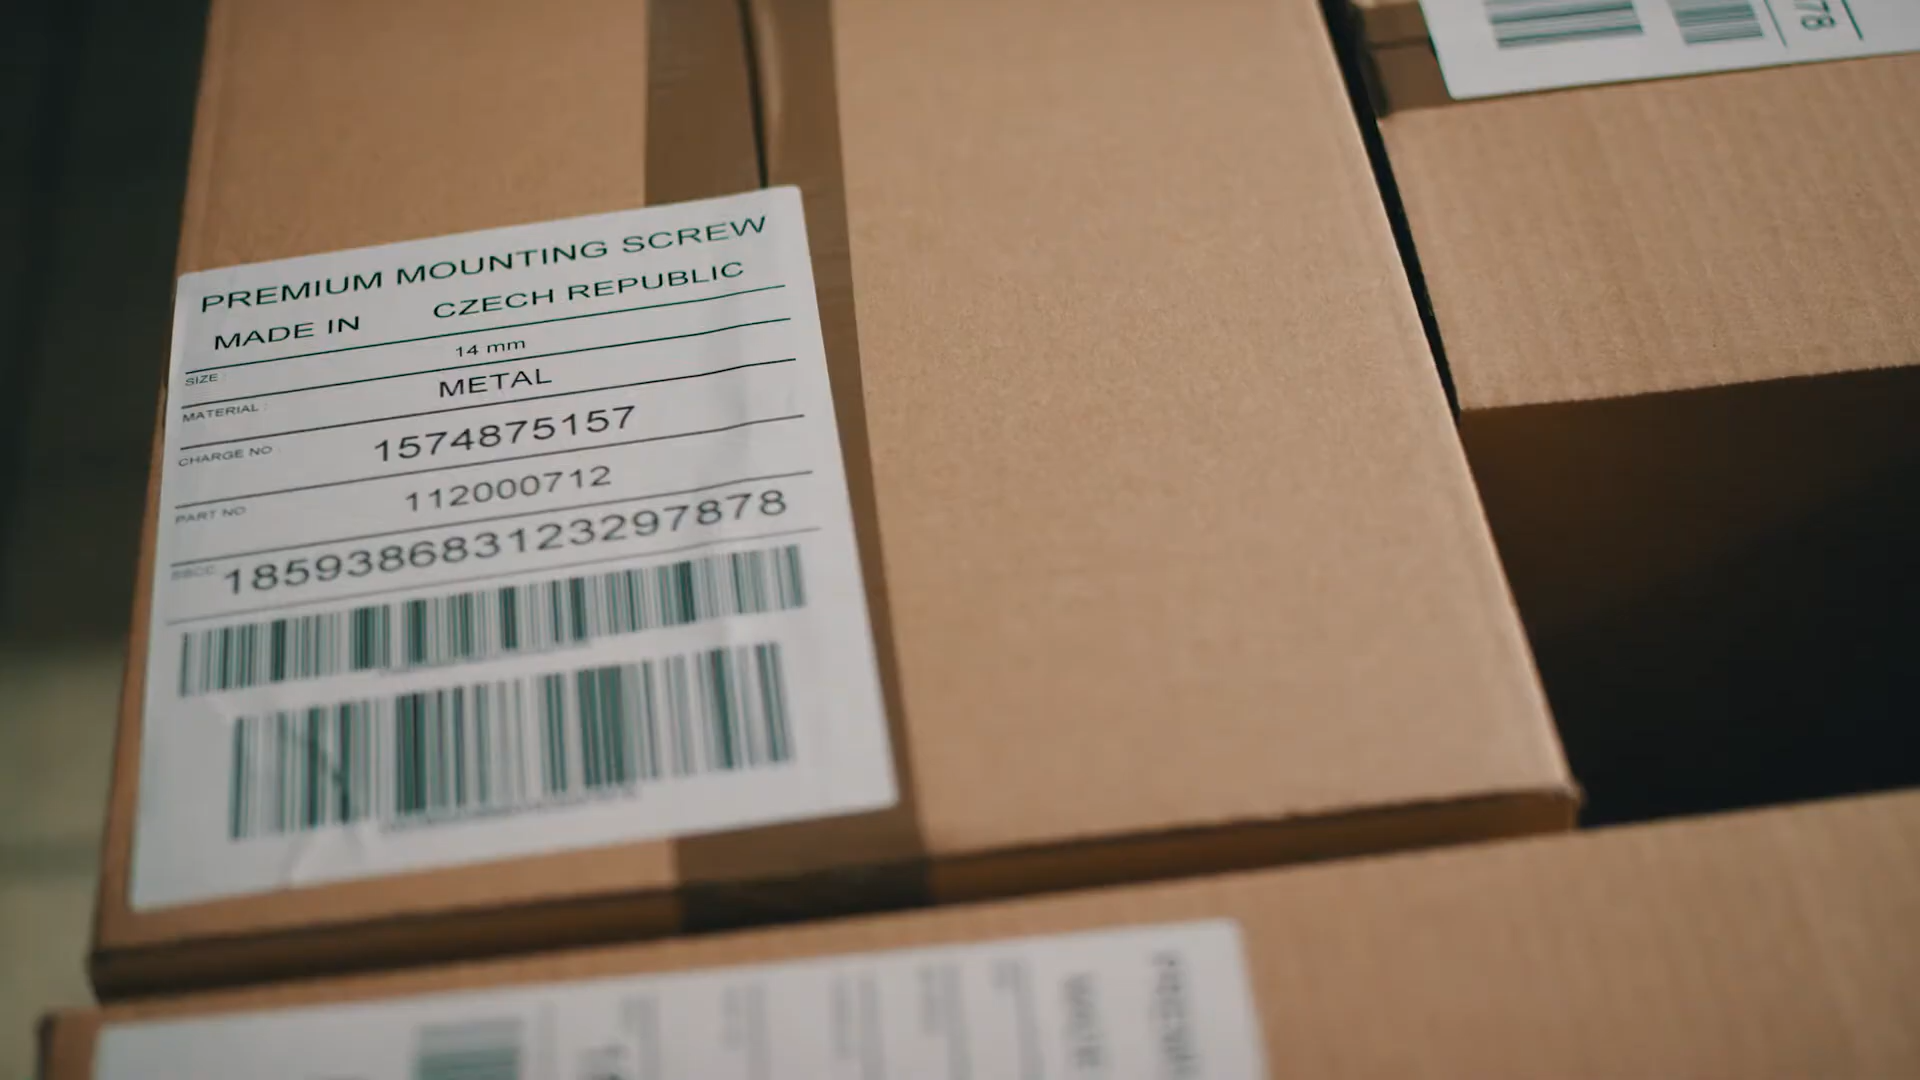 PREMIUM MOUNTING SCREW
MADE IN CZECH REPUBLIC
SIZE : 14 mm
MATERIAL : METAL
CHARGE NO : 1574875157
PART NO 112000712
185938683123297878
78